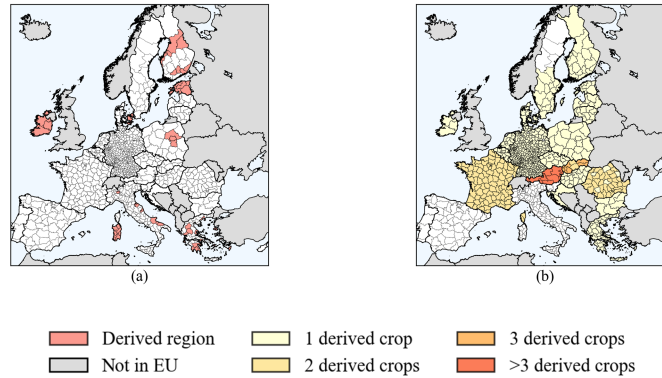 (a) (b)
Derived region 1 derived crop 3 derived crops
Not in EU 2 derived crops >3 derived crops